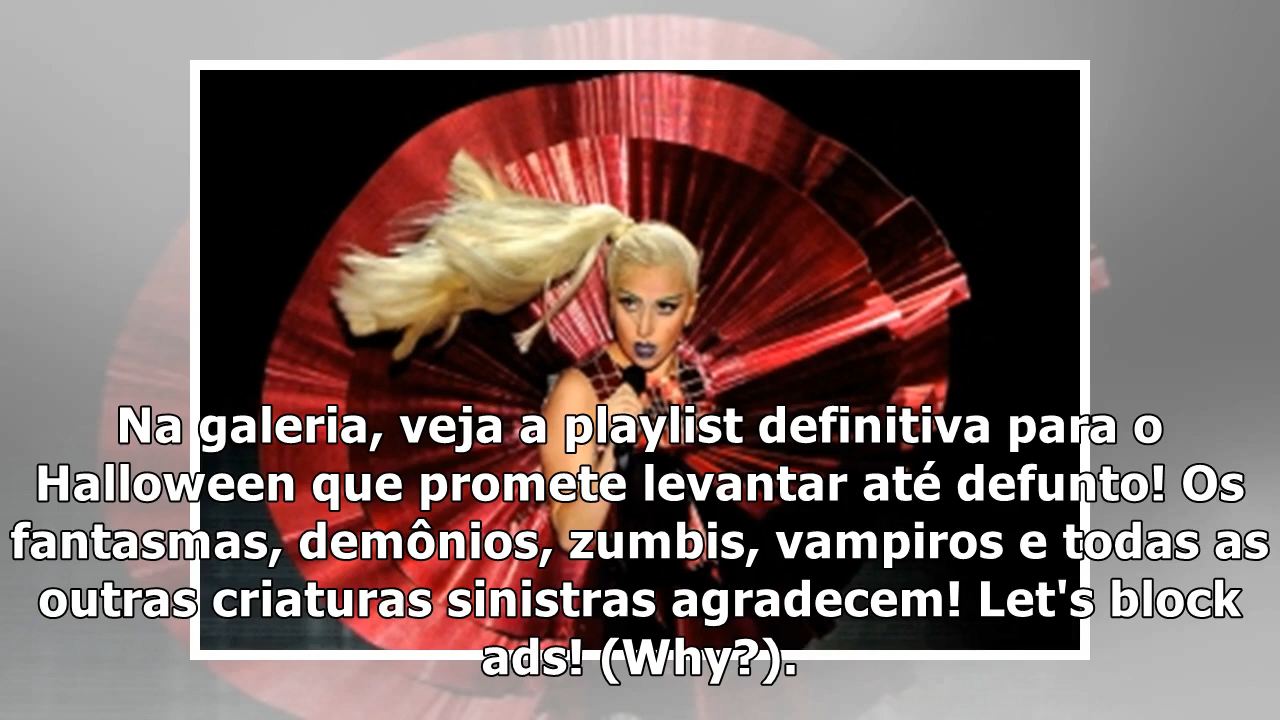 Na galeria, veja a playlist definitiva para o
Halloween que promete levantar até defunto! Os
fantasmas, demônios, zumbis, vampiros e todas as
outras criaturas sinistras agradecem! Let's block
ads! (Why?).